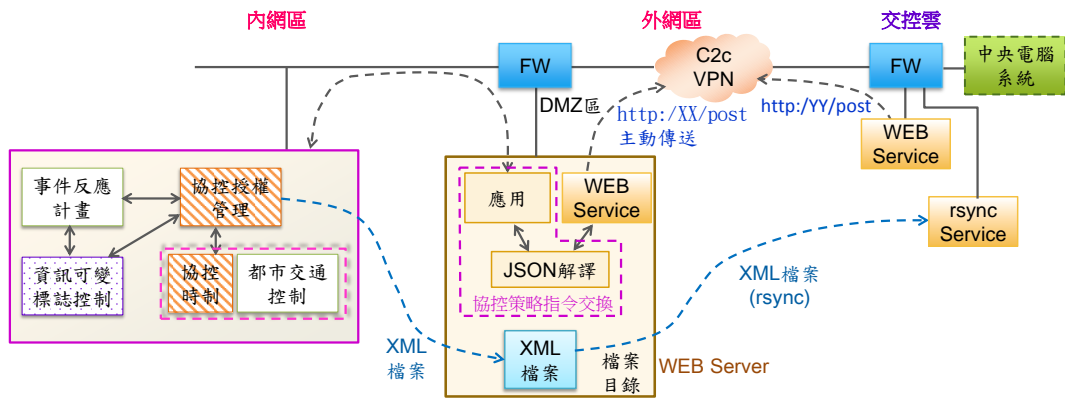 內網區
外網區
交控雲
FW
C2c
VPN
FW
中央電腦
系統
DMZ區
http:/XX/post
主動傳送
http:/YY/post
WEB
Service
事件反應
計畫
協控授權
管理
應用
WEB
Service
rsync
Service
資訊可變
標誌控制
協控
時制
都市交通
控制
JSON解譯
協控策略指令交換
XML檔案
(rsync)
XML
檔案
XML
檔案
檔案
目錄
WEB Server